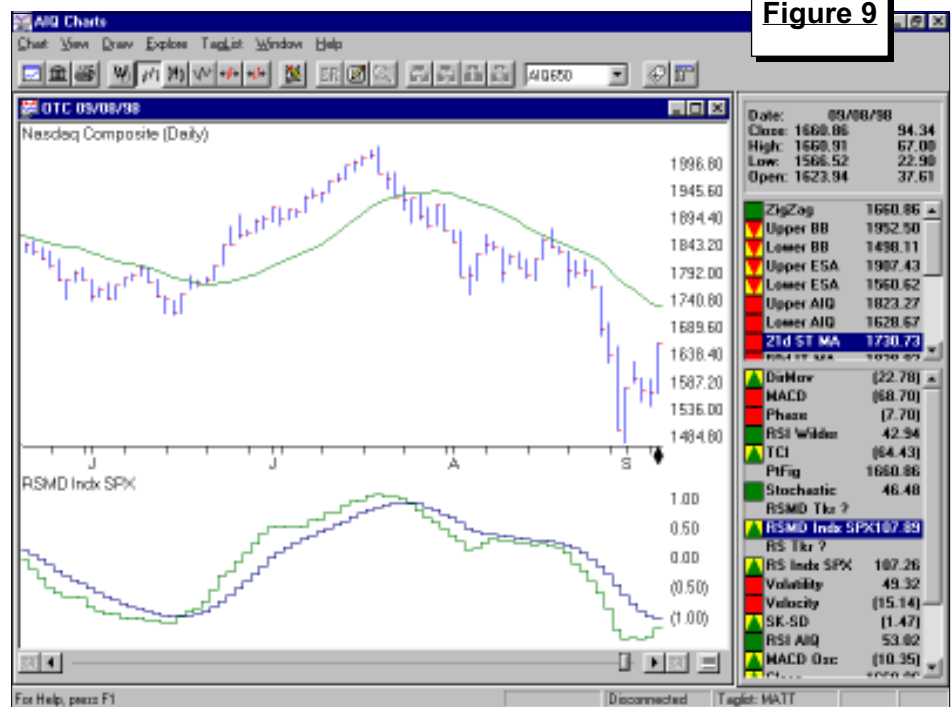 Figure 9
AIQ Charts
Chart View Draw Explore TagList Window Help
ER AIQ650
OTC 09/08/98
Nasdaq Composite (Daily)
1996.80
1945.60
1894.40
1843.20
1792.00
1740.80
1689.60
1638.40
1587.20
1536.00
1484.80
J J A S
RSMD Indx SPX
1.00
0.50
0.00
(0.50)
(1.00)
Date: 09/08/98
Close: 1660.86 94.34
High: 1660.91 67.00
Low: 1566.52 22.90
Open: 1623.94 37.61
ZigZag 1660.86
Upper BB 1952.50
Lower BB 1498.11
Upper ESA 1907.43
Lower ESA 1560.62
Upper AIQ 1823.27
Lower AIQ 1628.67
21d ST MA 1730.73
DirMov (22.78)
MACD (68.70)
Phase (7.70)
RSI Wilder 42.94
TCI (64.43)
PtFig 1660.86
Stochastic 46.48
RSMD Tkr ?
RSMD Indx SPX107.89
RS Tkr ?
RS Indx SPX 107.26
Volatility 49.32
Velocity (15.14)
SK-SD (1.47)
RSI AIQ 53.02
MACD Osc (10.35)
For Help, press F1
Disconnected
Taglist: MATT